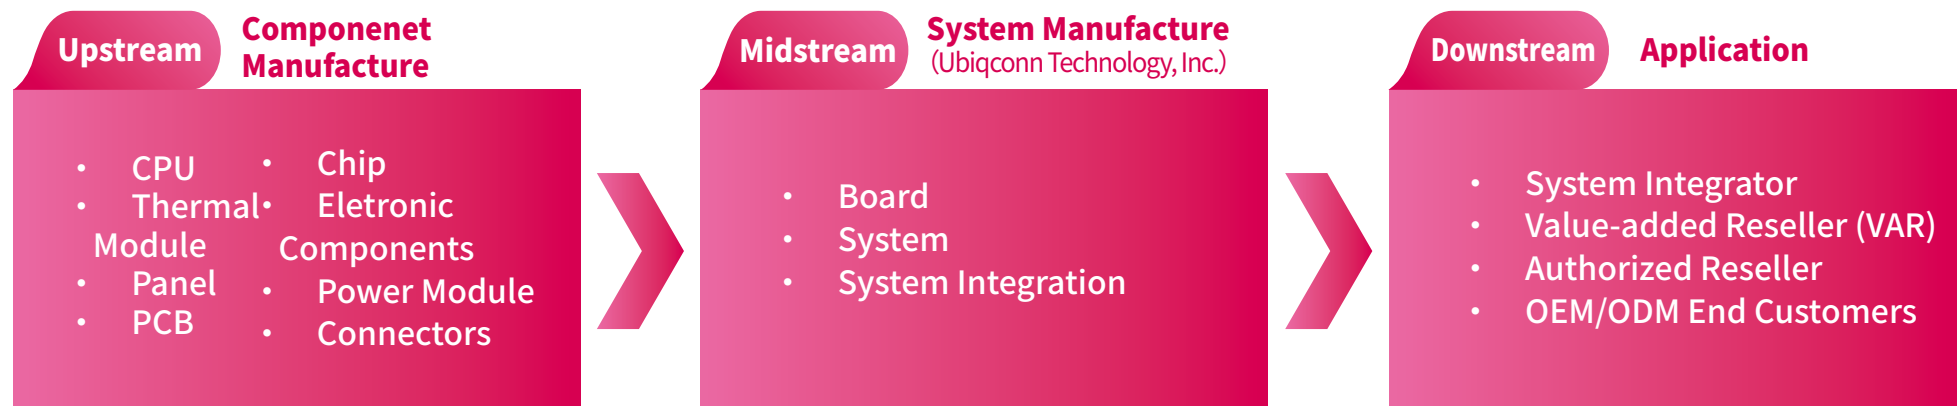 Upstream
Componenet
Manufacture
• CPU
• Thermal
Module
• Panel
• PCB
• Chip
• Eletronic
Components
• Power Module
• Connectors
Midstream
System Manufacture
(Ubiqconn Technology, Inc.)
• Board
• System
• System Integration
Downstream
Application
• System Integrator
• Value-added Reseller (VAR)
• Authorized Reseller
• OEM/ODM End Customers